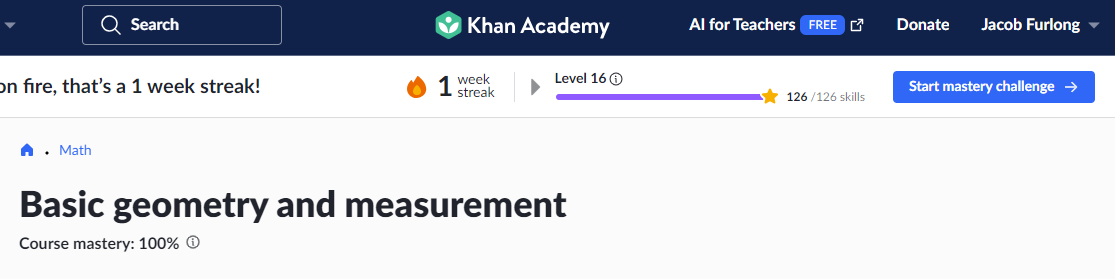 Search
Khan Academy
AI for Teachers FREE
Donate
Jacob Furlong
on fire, that's a 1 week streak!
1 week
streak
Level 16
126 /126 skills
Start mastery challenge
Math
Basic geometry and measurement
Course mastery: 100%